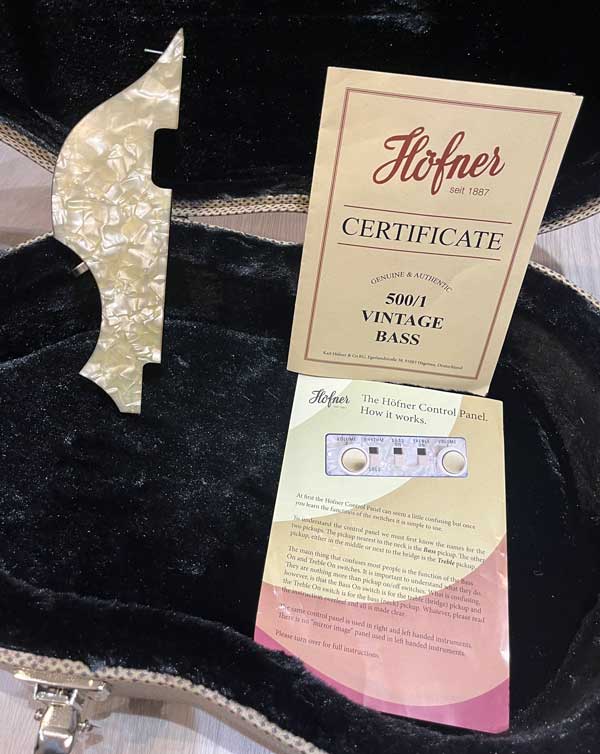 Höfner
seit 1887
CERTIFICATE
GENUINE & AUTHENTIC
500/1
VINTAGE
BASS
Karl Höfner & Co KG, Egerlandstraße 38, 91083 Hagenau, Deutschland
Höfner
The Höfner Control Panel.
How it works.
VOLUME RHYTHM BASS TREBLE VOLUME
ON ON
SOLO
At first the Höfner Control Panel can seem a little confusing but once
you learn the functions of the switches it is simple to use.
To understand the control panel we must first know the names for the
two pickups. The pickup nearest to the neck is the Bass pickup. The other
pickup, either in the middle or next to the bridge is the Treble pickup.
The main thing that confuses most people is the function of the Bass
On and Treble On switches. It is important to understand what they do.
They are nothing more than pickup on/off switches. What is confusing,
however, is that the Bass On switch is for the treble (bridge) pickup and
the Treble On switch is for the bass (neck) pickup. Whatever, please read
the instruction overleaf and all is made clear.
The same control panel is used in right and left handed instruments.
There is no "mirror image" panel used in left handed instruments.
Please turn over for full instructions.